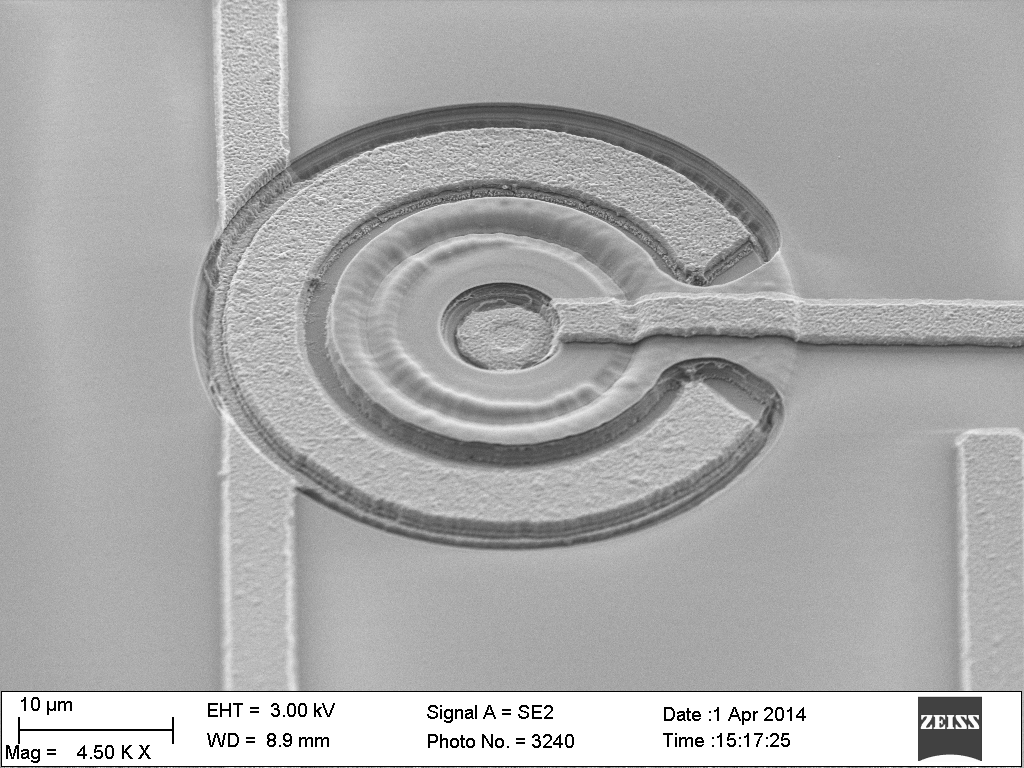 10 µm
Mag = 4.50 K X
EHT = 3.00 kV
WD = 8.9 mm
Signal A = SE2
Photo No. = 3240
Date :1 Apr 2014
Time :15:17:25
ZEISS